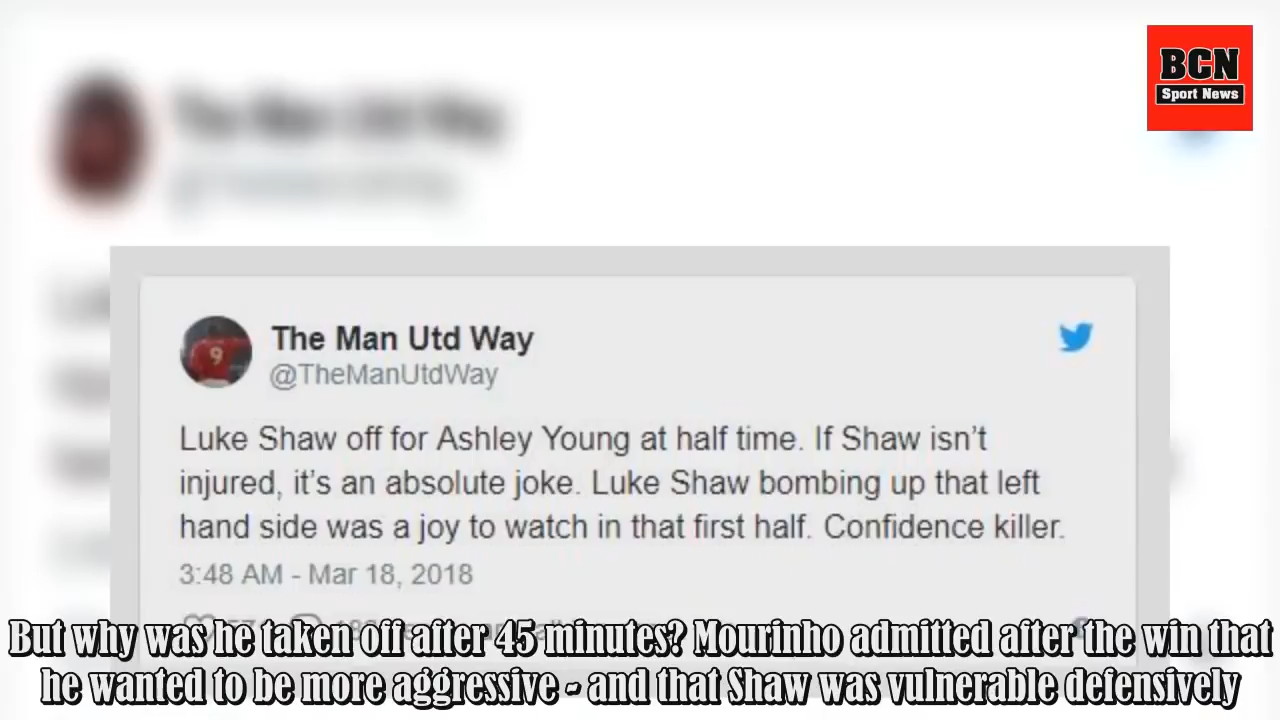 BCN
Sport News
The Man Utd Way
The Man Utd Way
@TheManUtdWay
Luke Shaw off for Ashley Young at half time. If Shaw isn’t
injured, it’s an absolute joke. Luke Shaw bombing up that left
hand side was a joy to watch in that first half. Confidence killer.
3:48 AM - Mar 18, 2018
But why was he taken off after 45 minutes? Mourinho admitted after the win that
he wanted to be more aggressive - and that Shaw was vulnerable defensively